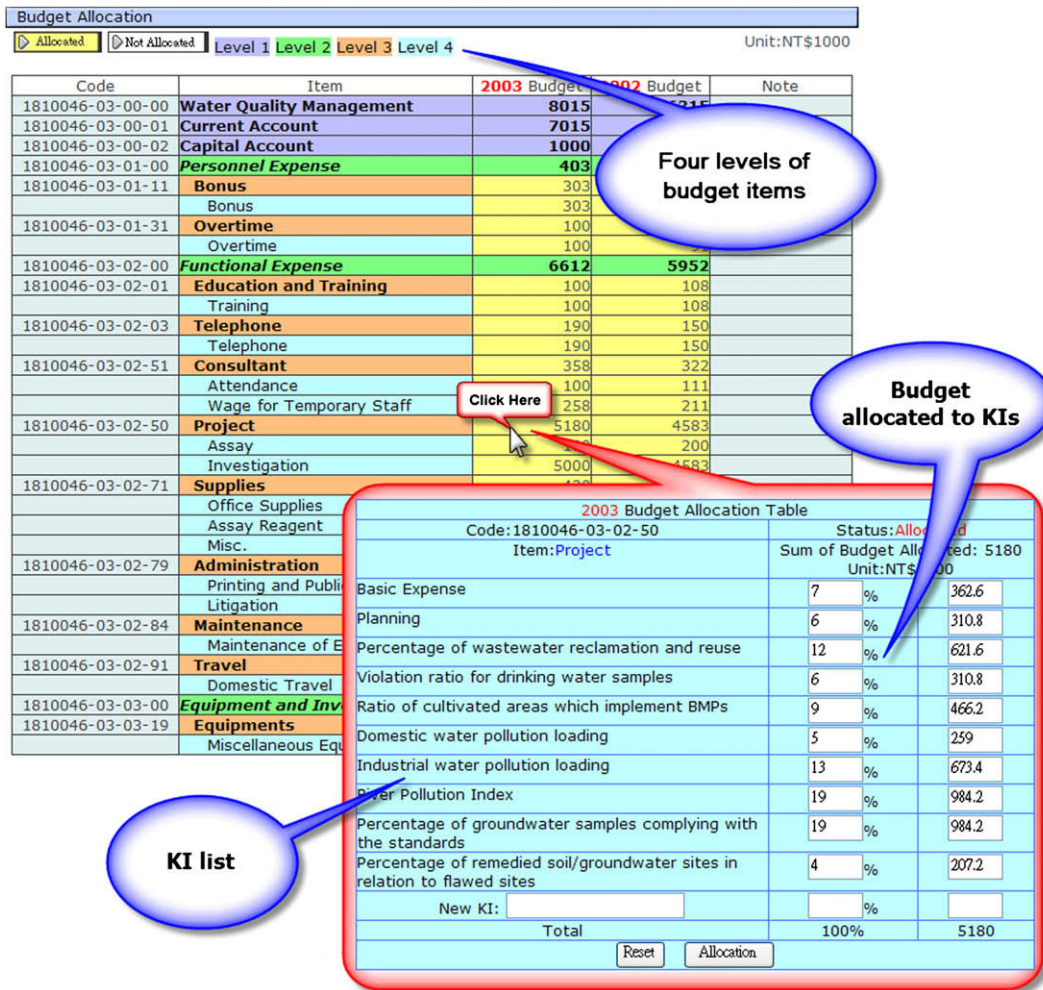 Budget Allocation
Allocated Not Allocated Level 1 Level 2 Level 3 Level 4 Unit:NT$1000
Code Item 2003 Budget 2002 Budget Note
1810046-03-00-00 Water Quality Management 8015
1810046-03-00-01 Current Account 7015
1810046-03-00-02 Capital Account 1000
1810046-03-01-00 Personnel Expense 403
1810046-03-01-11 Bonus 303
Bonus 303
1810046-03-01-31 Overtime 100
Overtime 100
1810046-03-02-00 Functional Expense 6612 5952
1810046-03-02-01 Education and Training 100 108
Training 100 108
1810046-03-02-03 Telephone 190 150
Telephone 190 150
1810046-03-02-51 Consultant 358 322
Attendance 100 111
Wage for Temporary Staff 258 211
1810046-03-02-50 Project 5180 4583
Assay 200
Investigation 5000 4583
1810046-03-02-71 Supplies
Office Supplies
Assay Reagent
Misc.
1810046-03-02-79 Administration
Printing and
Litigation
1810046-03-02-84 Maintenance
Maintenance of
1810046-03-02-91 Travel
Domestic Travel
1810046-03-03-00 Equipment and
1810046-03-03-19 Equipments
Miscellaneous
Four levels of
budget items
Click Here
Budget
allocated to KIs
2003 Budget Allocation Table
Code:1810046-03-02-50 Status:Allocated
Item:Project Sum of Budget Allocated: 5180
Unit:NT$1000
Basic Expense 7 % 362.6
Planning 6 % 310.8
Percentage of wastewater reclamation and reuse 12 % 621.6
Violation ratio for drinking water samples 6 % 310.8
Ratio of cultivated areas which implement BMPs 9 % 466.2
Domestic water pollution loading 5 % 259
Industrial water pollution loading 13 % 673.4
River Pollution Index 19 % 984.2
Percentage of groundwater samples complying with
the standards 19 % 984.2
Percentage of remedied soil/groundwater sites in
relation to flawed sites 4 % 207.2
New KI: %
Total 100% 5180
Reset Allocation
KI list